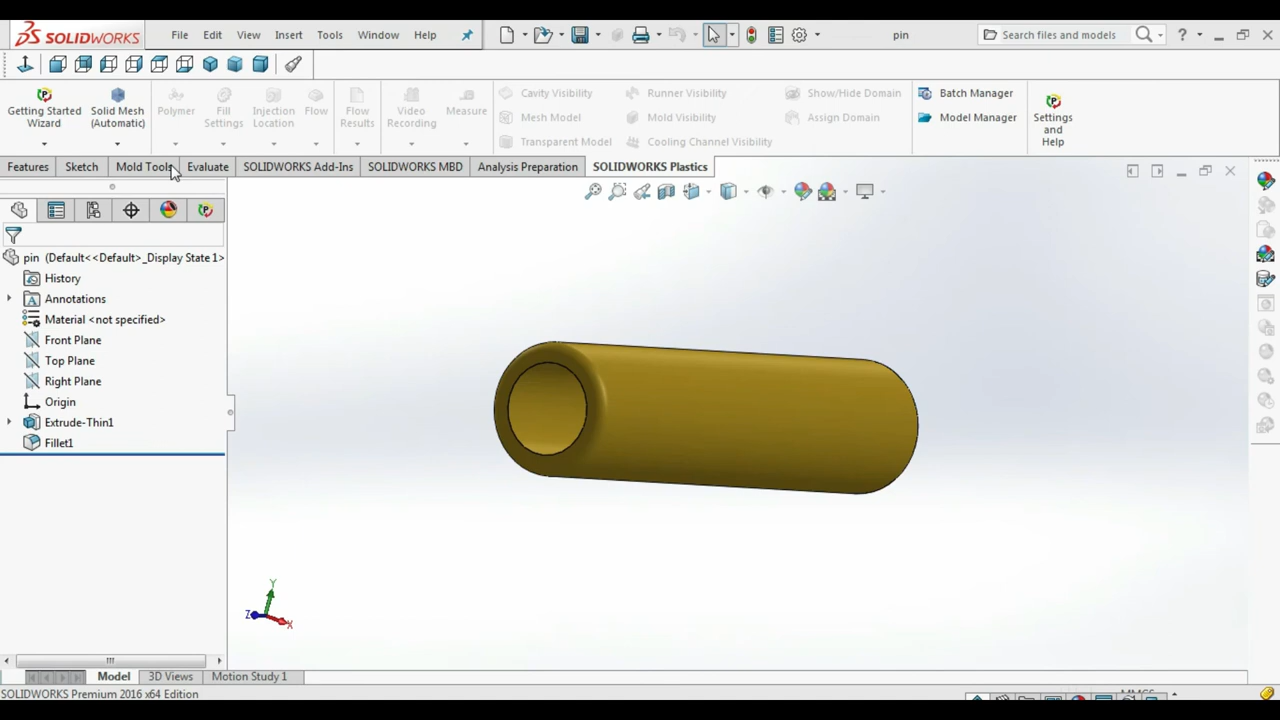 SOLIDWORKS File Edit View Insert Tools Window Help pin Search files and models ?
Getting Started Wizard
Solid Mesh (Automatic)
Polymer
Fill Settings
Injection Location
Flow
Flow Results
Video Recording
Measure
Cavity Visibility Runner Visibility Show/Hide Domain
Mesh Model Mold Visibility Assign Domain
Transparent Model Cooling Channel Visibility
Batch Manager
Model Manager
Settings and Help
Features Sketch Mold Tools Evaluate SOLIDWORKS Add-Ins SOLIDWORKS MBD Analysis Preparation SOLIDWORKS Plastics
pin (Default<<Default>_Display State 1>
History
Annotations
Material <not specified>
Front Plane
Top Plane
Right Plane
Origin
Extrude-Thin1
Fillet1
Y
Z
X
Model 3D Views Motion Study 1
SOLIDWORKS Premium 2016 x64 Edition